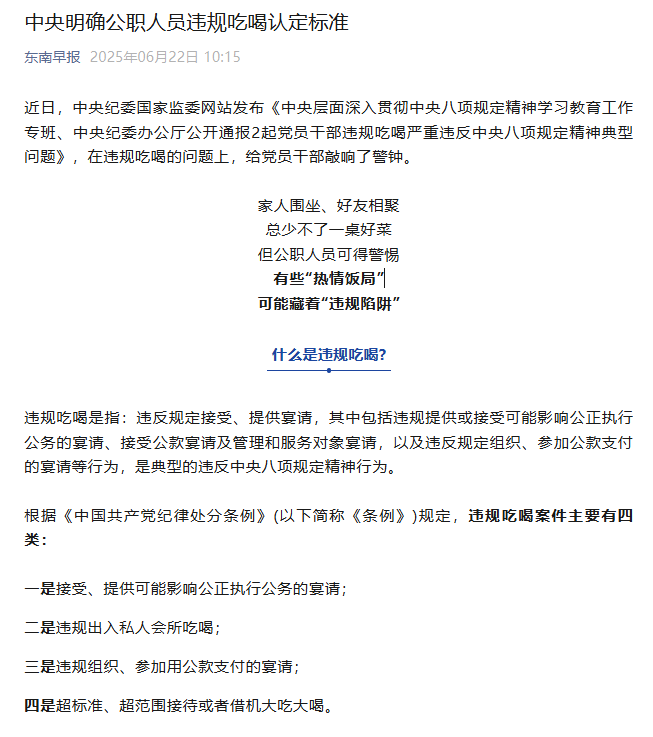 中央明确公职人员违规吃喝认定标准
东南早报 2025年06月22日 10:15
近日，中央纪委国家监委网站发布《中央层面深入贯彻中央八项规定精神学习教育工作
专班、中央纪委办公厅公开通报2起党员干部违规吃喝严重违反中央八项规定精神典型
问题》，在违规吃喝的问题上，给党员干部敲响了警钟。
家人围坐、好友相聚
总少不了一桌好菜
但公职人员可得警惕
有些“热情饭局”
可能藏着“违规陷阱”
什么是违规吃喝?
违规吃喝是指：违反规定接受、提供宴请，其中包括违规提供或接受可能影响公正执行
公务的宴请、接受公款宴请及管理和服务对象宴请，以及违反规定组织、参加公款支付
的宴请等行为，是典型的违反中央八项规定精神行为。
根据《中国共产党纪律处分条例》(以下简称《条例》)规定，违规吃喝案件主要有四
类：
一是接受、提供可能影响公正执行公务的宴请；
二是违规出入私人会所吃喝；
三是违规组织、参加用公款支付的宴请；
四是超标准、超范围接待或者借机大吃大喝。